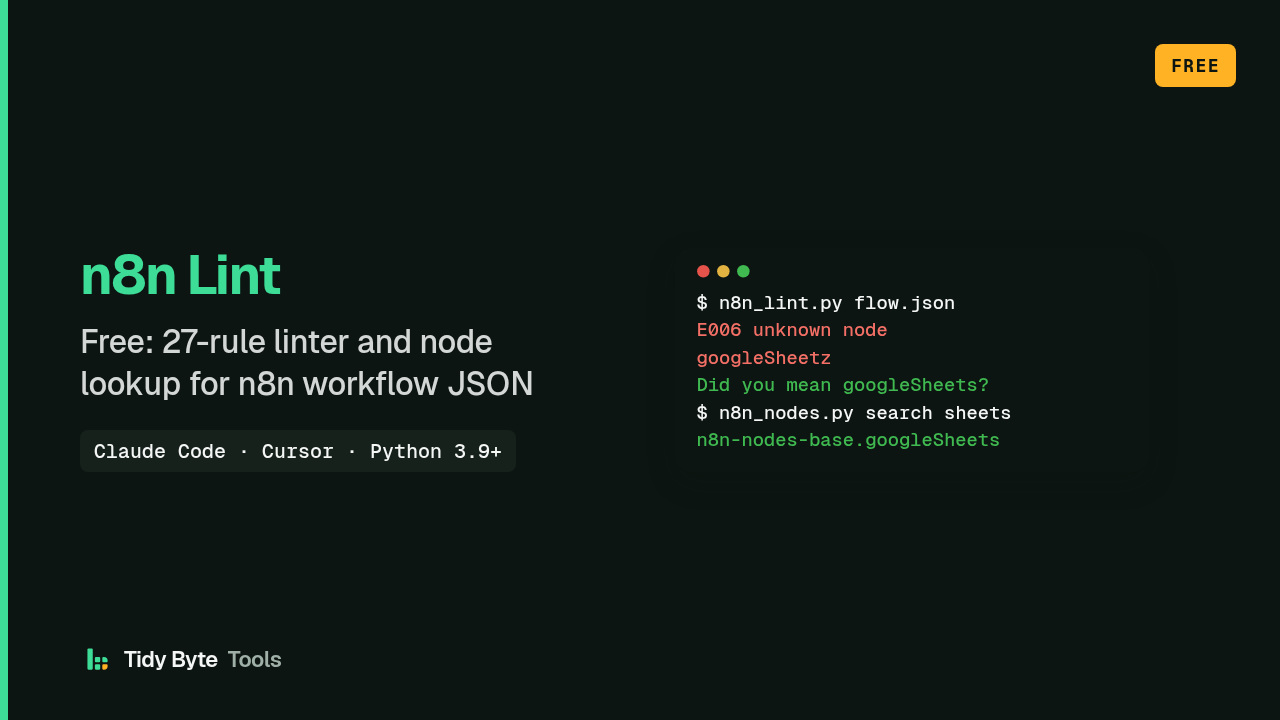 FREE
n8n Lint
Free: 27-rule linter and node
lookup for n8n workflow JSON
Claude Code · Cursor · Python 3.9+
$ n8n_lint.py flow.json
E006 unknown node
googleSheetz
Did you mean googleSheets?
$ n8n_nodes.py search sheets
n8n-nodes-base.googleSheets
Tidy Byte Tools